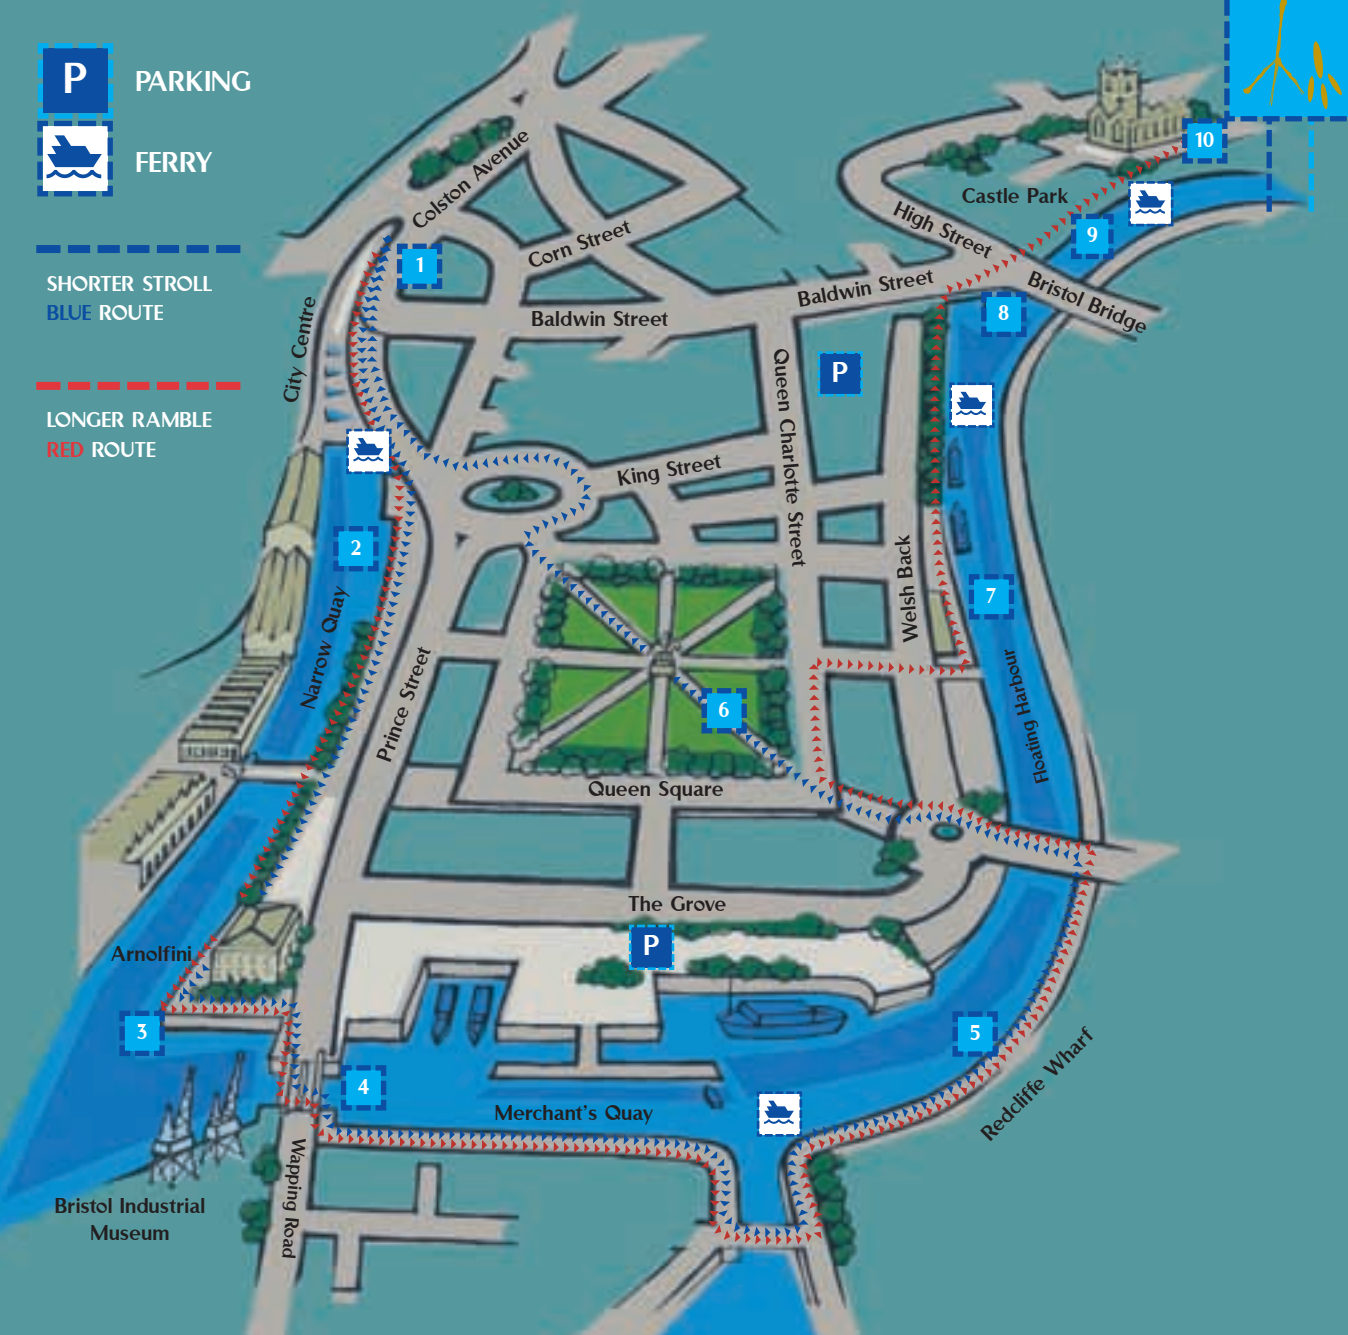 P PARKING
FERRY
SHORTER STROLL
BLUE ROUTE
LONGER RAMBLE
RED ROUTE
Colston Avenue
Corn Street
1
City Centre
Baldwin Street
Baldwin Street
High Street
Castle Park
10
9
8
Bristol Bridge
P
Queen Charlotte Street
King Street
2
Narrow Quay
Prince Street
Welsh Back
7
Floating Harbour
6
Queen Square
The Grove
P
Arnolfini
3
4
5
Merchant's Quay
Redcliffe Wharf
Wapping Road
Bristol Industrial
Museum